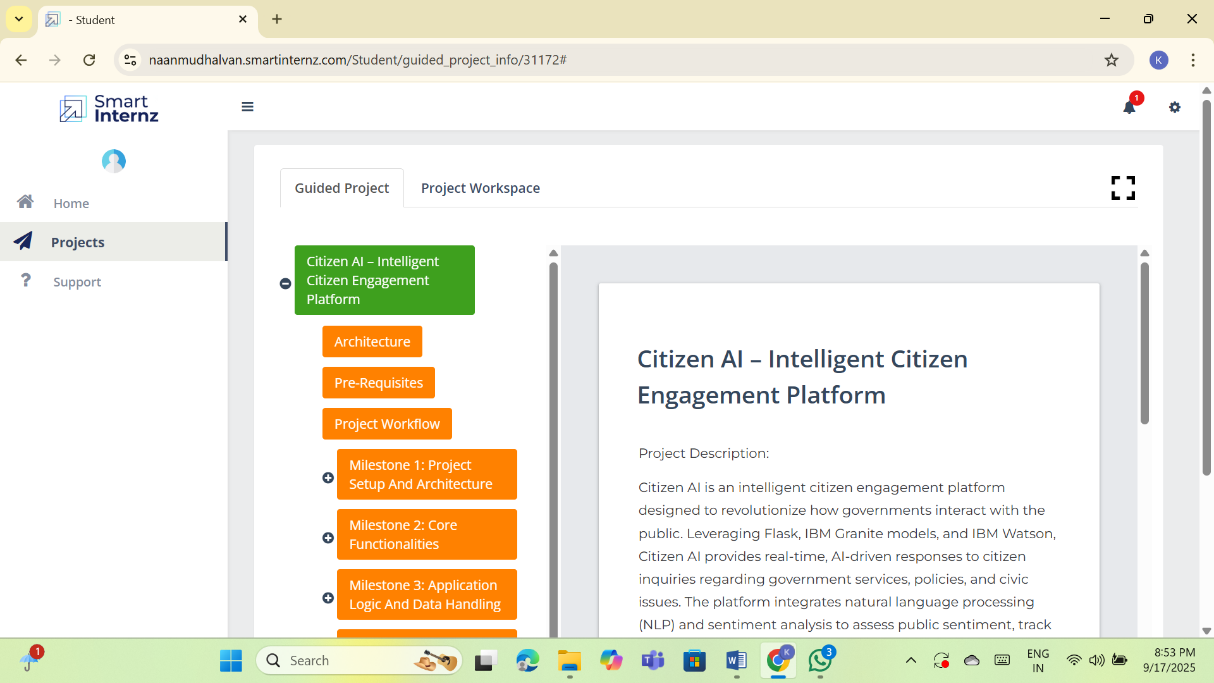 - Student
naanmudhalvan.smartinternz.com/Student/guided_project_info/31172#
K
Smart
Internz
1
Home
Projects
Support
Guided Project
Project Workspace
Citizen AI – Intelligent
Citizen Engagement
Platform
Architecture
Pre-Requisites
Project Workflow
Milestone 1: Project
Setup And Architecture
Milestone 2: Core
Functionalities
Milestone 3: Application
Logic And Data Handling
Citizen AI – Intelligent Citizen
Engagement Platform
Project Description:
Citizen AI is an intelligent citizen engagement platform
designed to revolutionize how governments interact with the
public. Leveraging Flask, IBM Granite models, and IBM Watson,
Citizen AI provides real-time, AI-driven responses to citizen
inquiries regarding government services, policies, and civic
issues. The platform integrates natural language processing
(NLP) and sentiment analysis to assess public sentiment, track
1
Search
K
3
ENG
IN
8:53 PM
9/17/2025